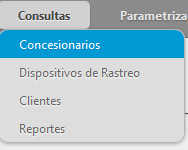 Consultas
Concesionarios
Dispositivos de Rastreo
Clientes
Reportes